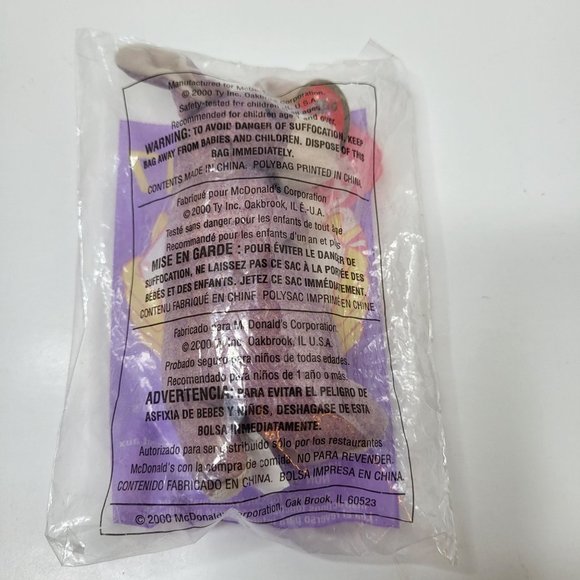 Manufactured for McDonald's Corporation.
© 2000 Ty Inc. Oakbrook, IL U.S.A.
Safety-tested for children all ages.
Recommended for children ages and over.
WARNING: TO AVOID DANGER OF SUFFOCATION, KEEP
BAG AWAY FROM BABIES AND CHILDREN. DISPOSE OF THIS
BAG IMMEDIATELY.
CONTENTS MADE IN CHINA. POLYBAG PRINTED IN CHINA
Fabriqué pour McDonald's Corporation
© 2000 Ty Inc. Oakbrook, IL É.-U.A.
Testé sans danger pour les enfants de tout âge.
Recommandé pour les enfants d'un an et plus
MISE EN GARDE : POUR ÉVITER LE DANGER DE
SUFFOCATION, NE LAISSEZ PAS CE SAC À LA PORTÉE DES
BÉBÉS ET DES ENFANTS. JETEZ CE SAC IMMÉDIATEMENT.
CONTENU FABRIQUÉ EN CHINE POLYSAC IMPRIMÉ EN CHINE
Fabricado para McDonald's Corporation
© 2000 Ty Inc. Oakbrook, IL U.S.A.
Probado seguro para niños de todas edades.
Recomendado para niños de 1 año o más.
ADVERTENCIA: PARA EVITAR EL PELIGRO DE
ASFIXIA DE BEBES Y NIÑOS, DESHAGASE DE ESTA
BOLSA INMEDIATAMENTE.
Autorizado para ser distribuido sólo por los restaurantes
McDonald's con la compra de comida. NO PARA REVENDER
CONTENIDO FABRICADO EN CHINA. BOLSA IMPRESA EN CHINA.
© 2000 McDonald's Corporation, Oak Brook, IL 60523